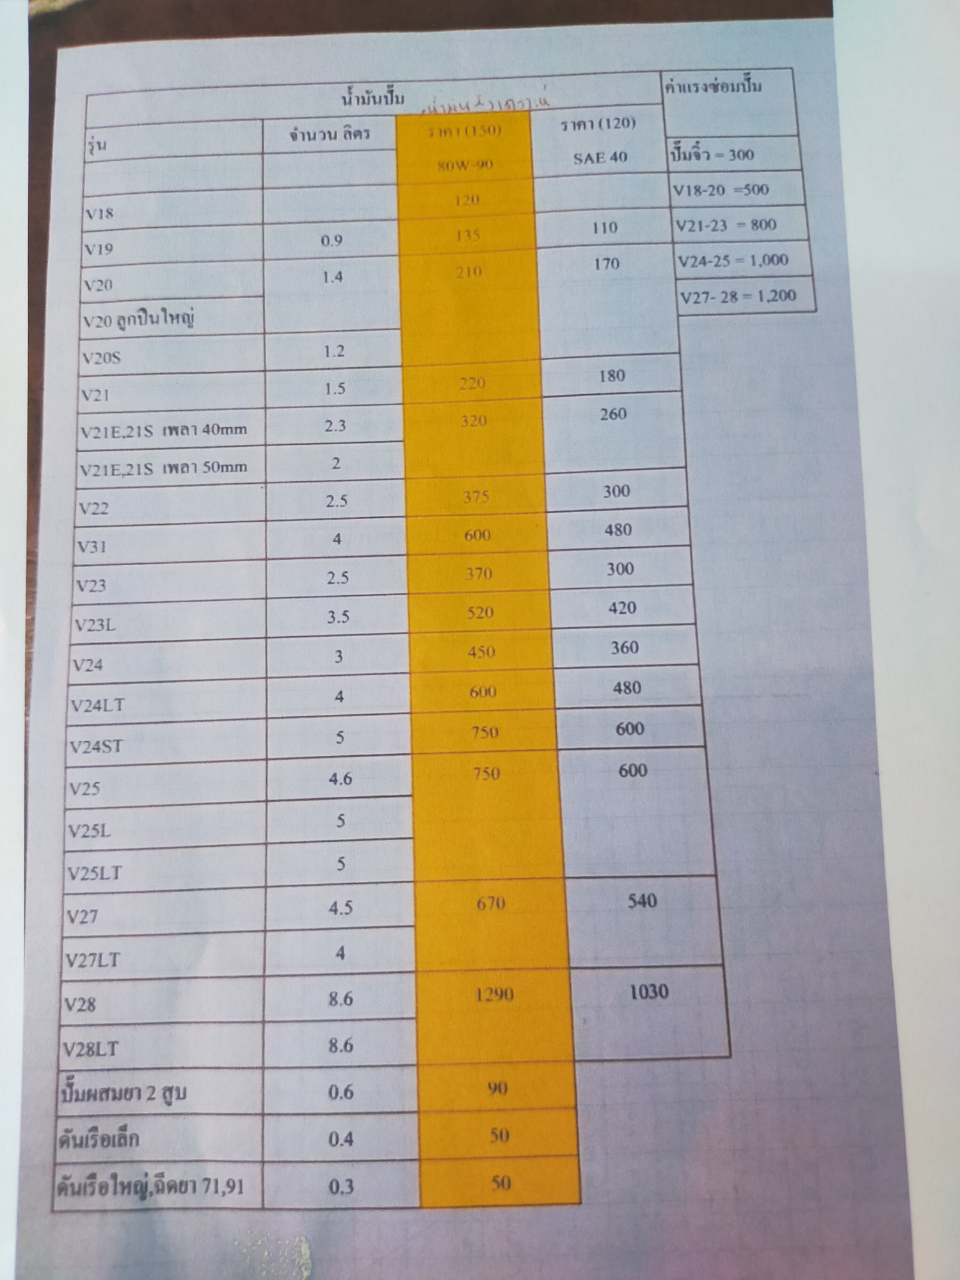 น้ำมันปั๊ม ค่าแรงซ่อมปั๊ม
รุ่น จำนวน ลิตร ราคา (150) ราคา (120)
80W-90 SAE 40 ปั๊มจิ๋ว = 300
V18 120 V18-20 =500
V19 0.9 135 110 V21-23 = 800
V20 1.4 210 170 V24-25 = 1,000
V20 ลูกปืนใหญ่ V27- 28 = 1,200
V20S 1.2
V21 1.5 220 180
V21E,21S เพลา 40mm 2.3 320 260
V21E,21S เพลา 50mm 2
V22 2.5 375 300
V31 4 600 480
V23 2.5 370 300
V23L 3.5 520 420
V24 3 450 360
V24LT 4 600 480
V24ST 5 750 600
V25 4.6 750 600
V25L 5
V25LT 5
V27 4.5 670 540
V27LT 4
V28 8.6 1290 1030
V28LT 8.6
ปั๊มผสมยา 2 สูบ 0.6 90
คันเรือเล็ก 0.4 50
คันเรือใหญ่,ฉีดยา 71,91 0.3 50